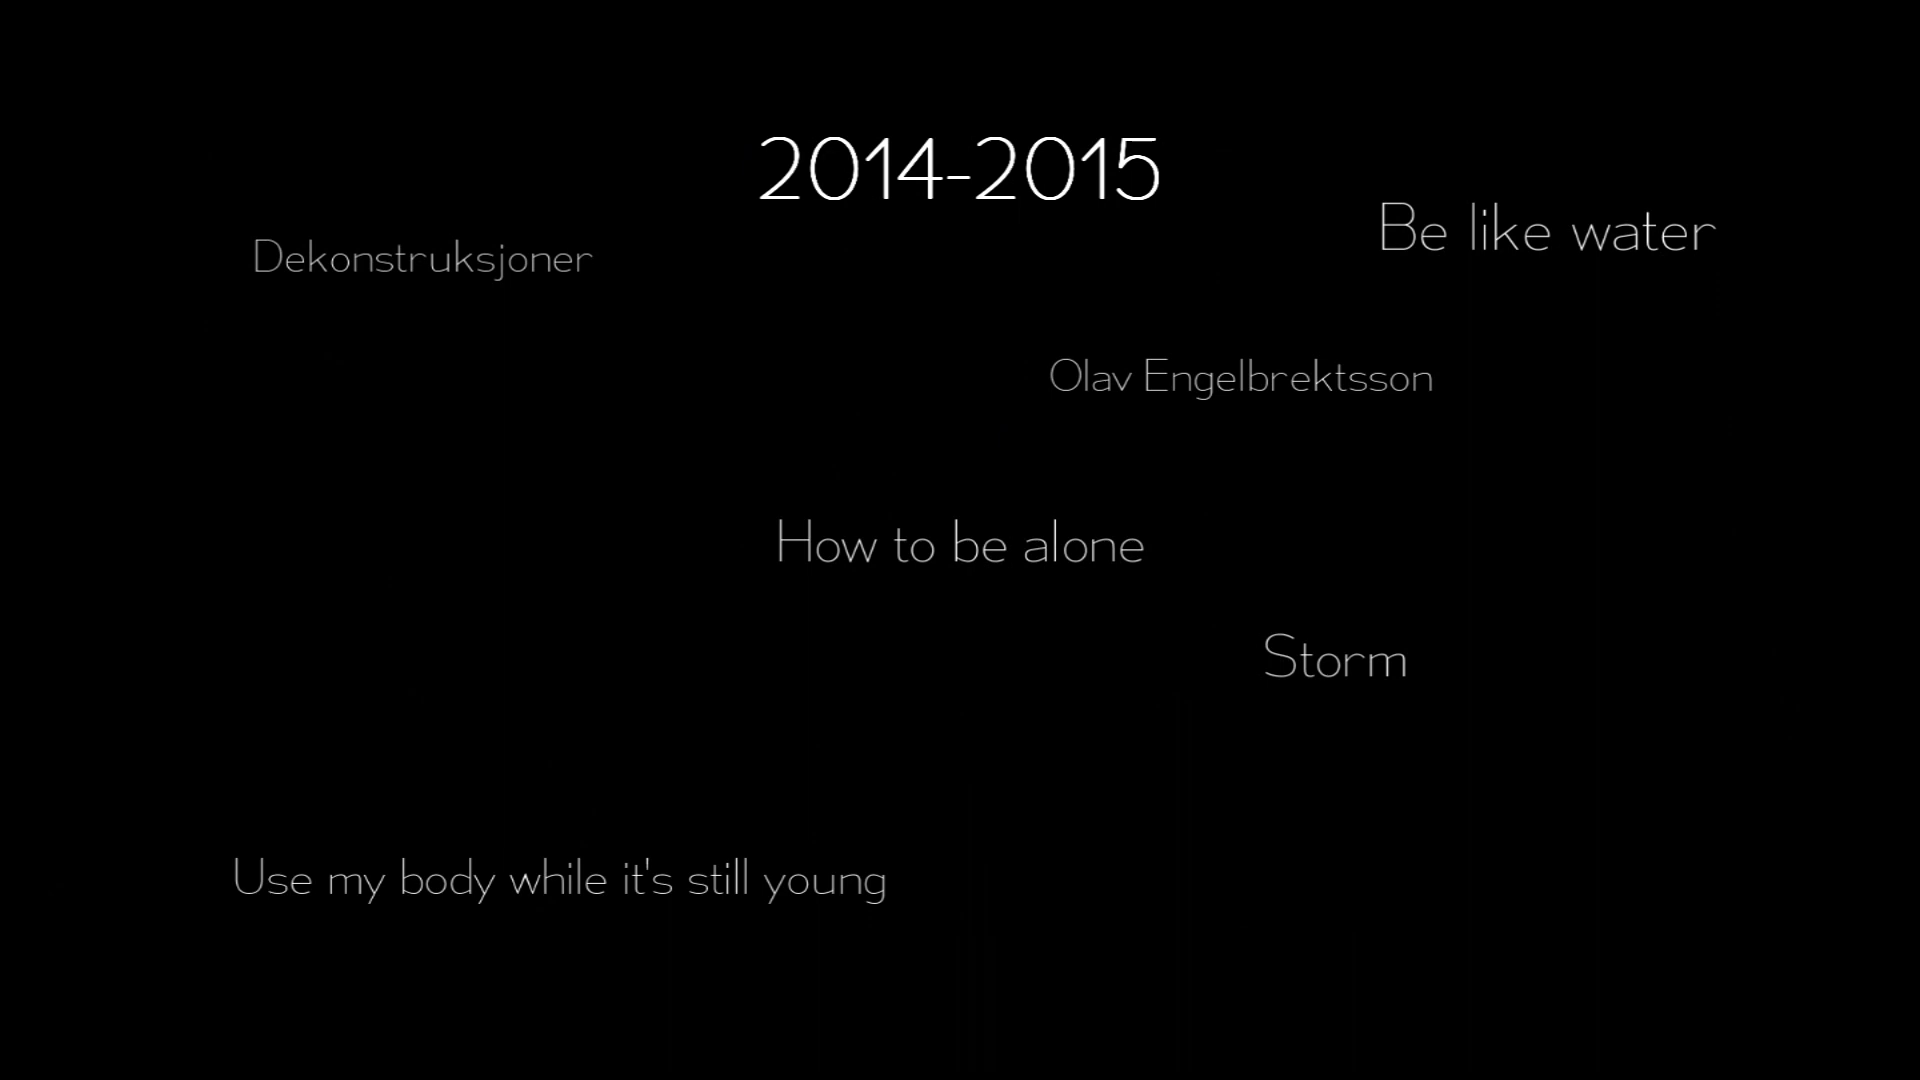 2014-2015
Be like water
Dekonstruksjoner
Olav Engelbrektsson
How to be alone
Storm
Use my body while it's still young